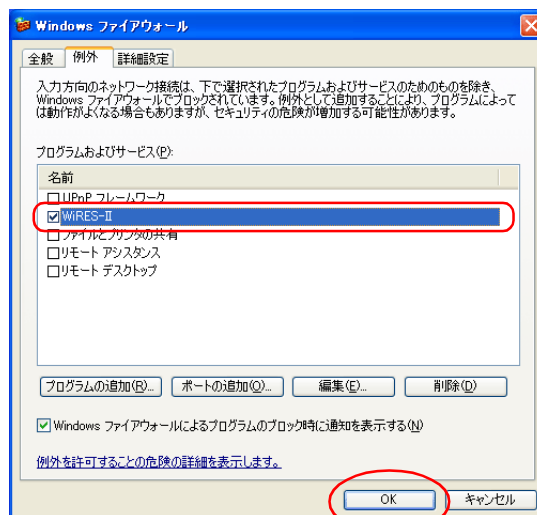 Windows ファイアウォール
全般 例外 詳細設定
入力方向のネットワーク接続は、下で選択されたプログラムおよびサービスのためのものを除き、
Windows ファイアウォールでブロックされています。例外として追加することにより、プログラムによって
は動作がよくなる場合もありますが、セキュリティの危険が増加する可能性があります。
プログラムおよびサービス(P):
名前
UPnP フレームワーク
WiRES-II
ファイルとプリンタの共有
リモート アシスタンス
リモート デスクトップ
プログラムの追加(R)... ポートの追加(O)... 編集(E)... 削除(D)
Windows ファイアウォールによるプログラムのブロック時に通知を表示する(N)
例外を許可することの危険の詳細を表示します。
OK キャンセル